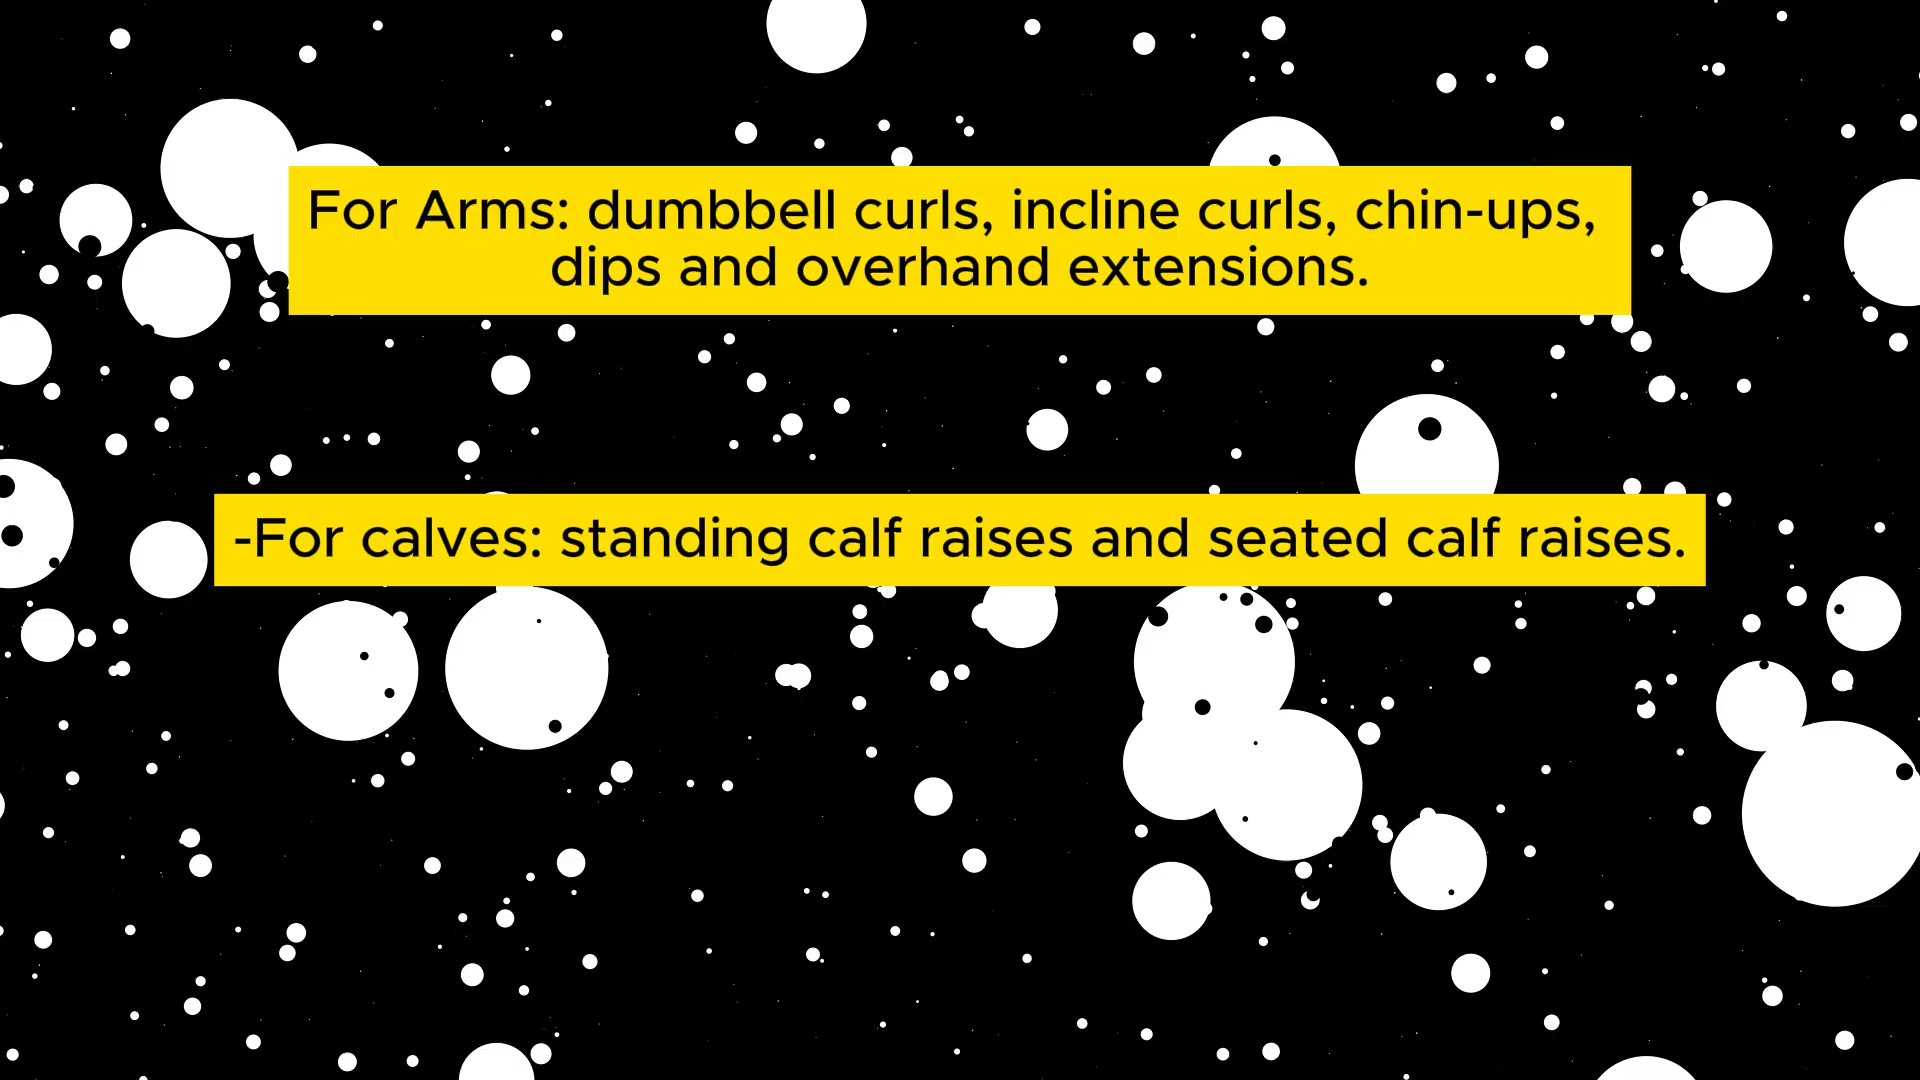 For Arms: dumbbell curls, incline curls, chin-ups,
dips and overhand extensions.
-For calves: standing calf raises and seated calf raises.